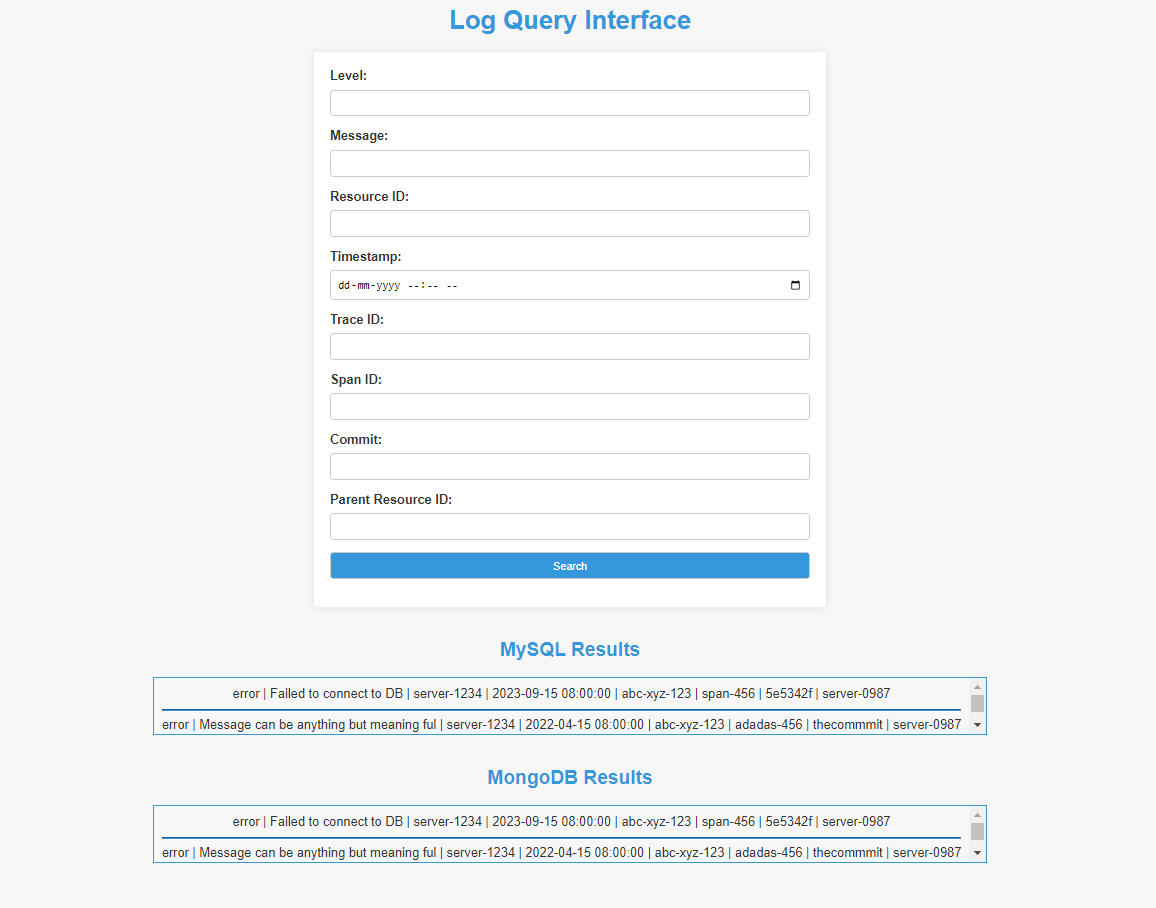 Log Query Interface
Level:
Message:
Resource ID:
Timestamp:
dd-mm-yyyy --:-- --
Trace ID:
Span ID:
Commit:
Parent Resource ID:
Search
MySQL Results
error | Failed to connect to DB | server-1234 | 2023-09-15 08:00:00 | abc-xyz-123 | span-456 | 5e5342f | server-0987
error | Message can be anything but meaning ful | server-1234 | 2022-04-15 08:00:00 | abc-xyz-123 | adadas-456 | thecommmit | server-0987
MongoDB Results
error | Failed to connect to DB | server-1234 | 2023-09-15 08:00:00 | abc-xyz-123 | span-456 | 5e5342f | server-0987
error | Message can be anything but meaning ful | server-1234 | 2022-04-15 08:00:00 | abc-xyz-123 | adadas-456 | thecommmit | server-0987